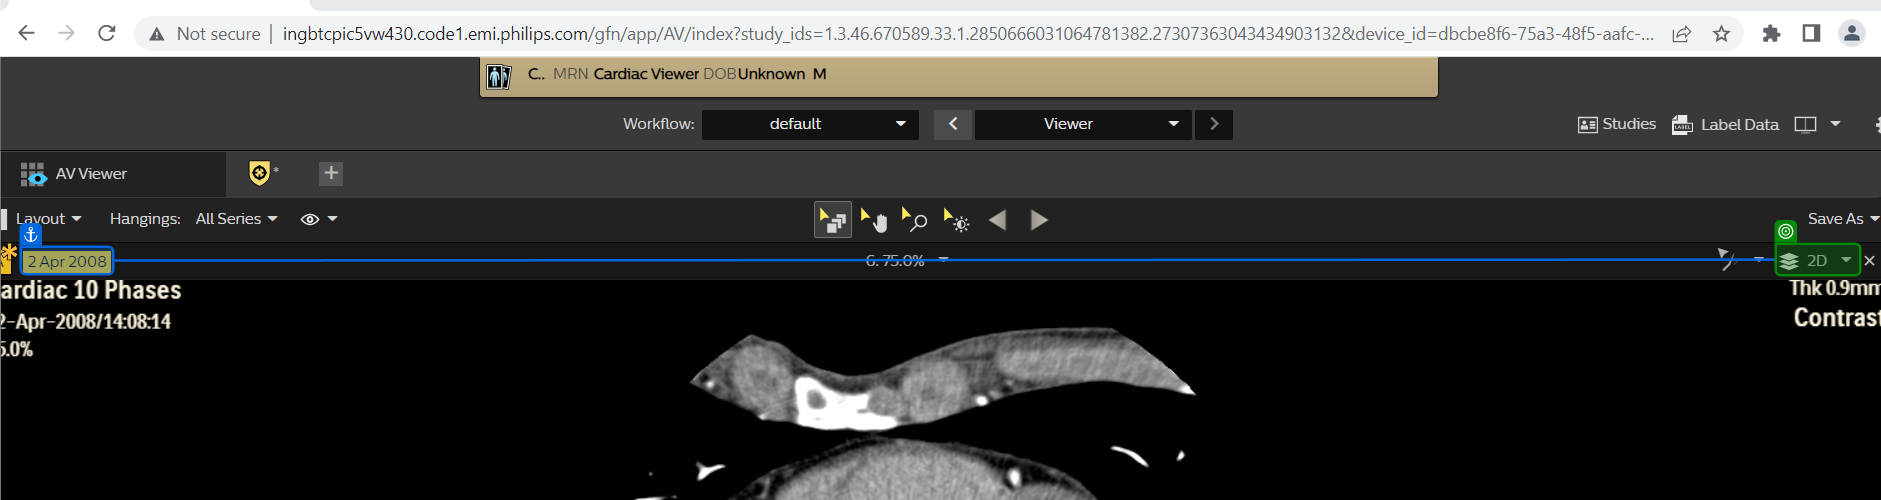 Not secure ingbtcpic5vw430.code1.emi.philips.com/gfn/app/AV/index?study_ids=1.3.46.670589.33.1.2850666031064781382.27307363043434903132&device_id=dbcbe8f6-75a3-48f5-aafc-...
C.. MRN Cardiac Viewer DOB Unknown M
Workflow: default Viewer Studies LABEL Label Data
AV Viewer * +
Layout Hangings: All Series Save As
2 Apr 2008 6. 75.0% 2D
ardiac 10 Phases Thk 0.9mm
2-Apr-2008/14:08:14 Contrast
5.0%